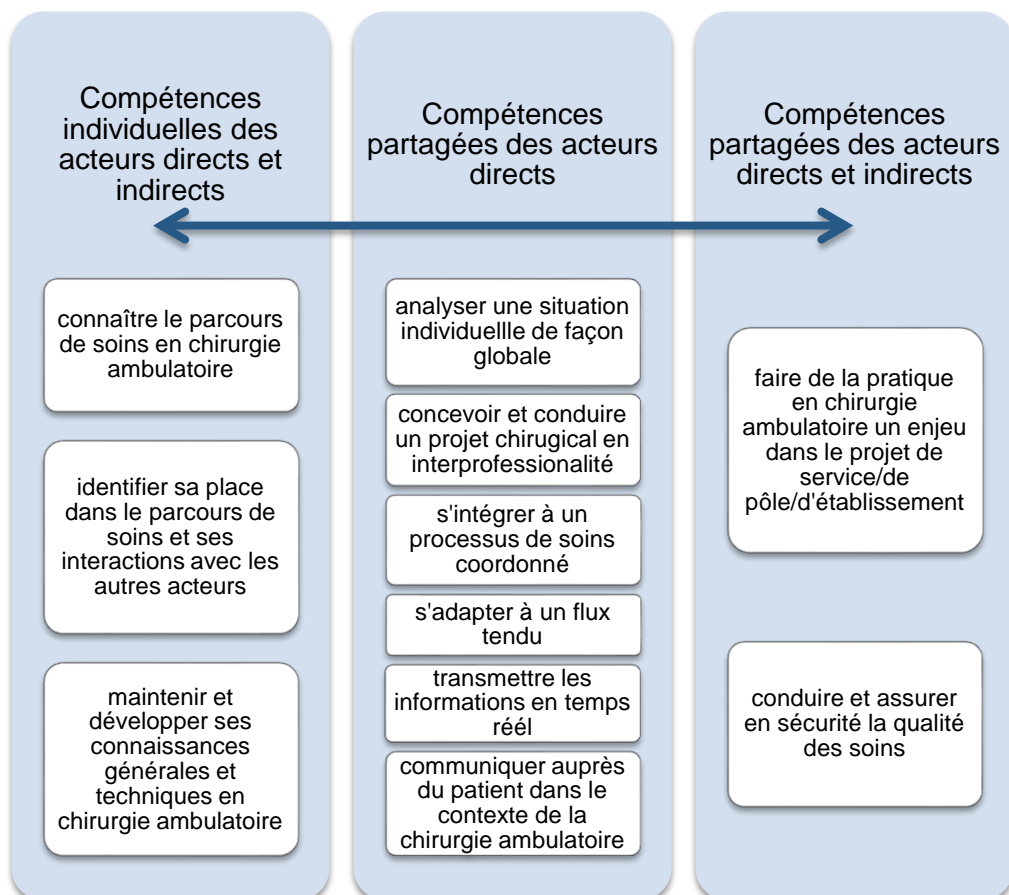 Compétences
individuelles des
acteurs directs et
indirects
connaître le parcours
de soins en chirurgie
ambulatoire
identifier sa place
dans le parcours de
soins et ses
interactions avec les
autres acteurs
maintenir et
développer ses
connaissances
générales et
techniques en
chirurgie ambulatoire
Compétences
partagées des acteurs
directs
analyser une situation
individuellle de façon
globale
concevoir et conduire
un projet chirugical en
interprofessionalité
s'intégrer à un
processus de soins
coordonné
s'adapter à un flux
tendu
transmettre les
informations en temps
réél
communiquer auprès
du patient dans le
contexte de la
chirurgie ambulatoire
Compétences
partagées des acteurs
directs et indirects
faire de la pratique
en chirurgie
ambulatoire un enjeu
dans le projet de
service/de
pôle/d'établissement
conduire et assurer
en sécurité la qualité
des soins